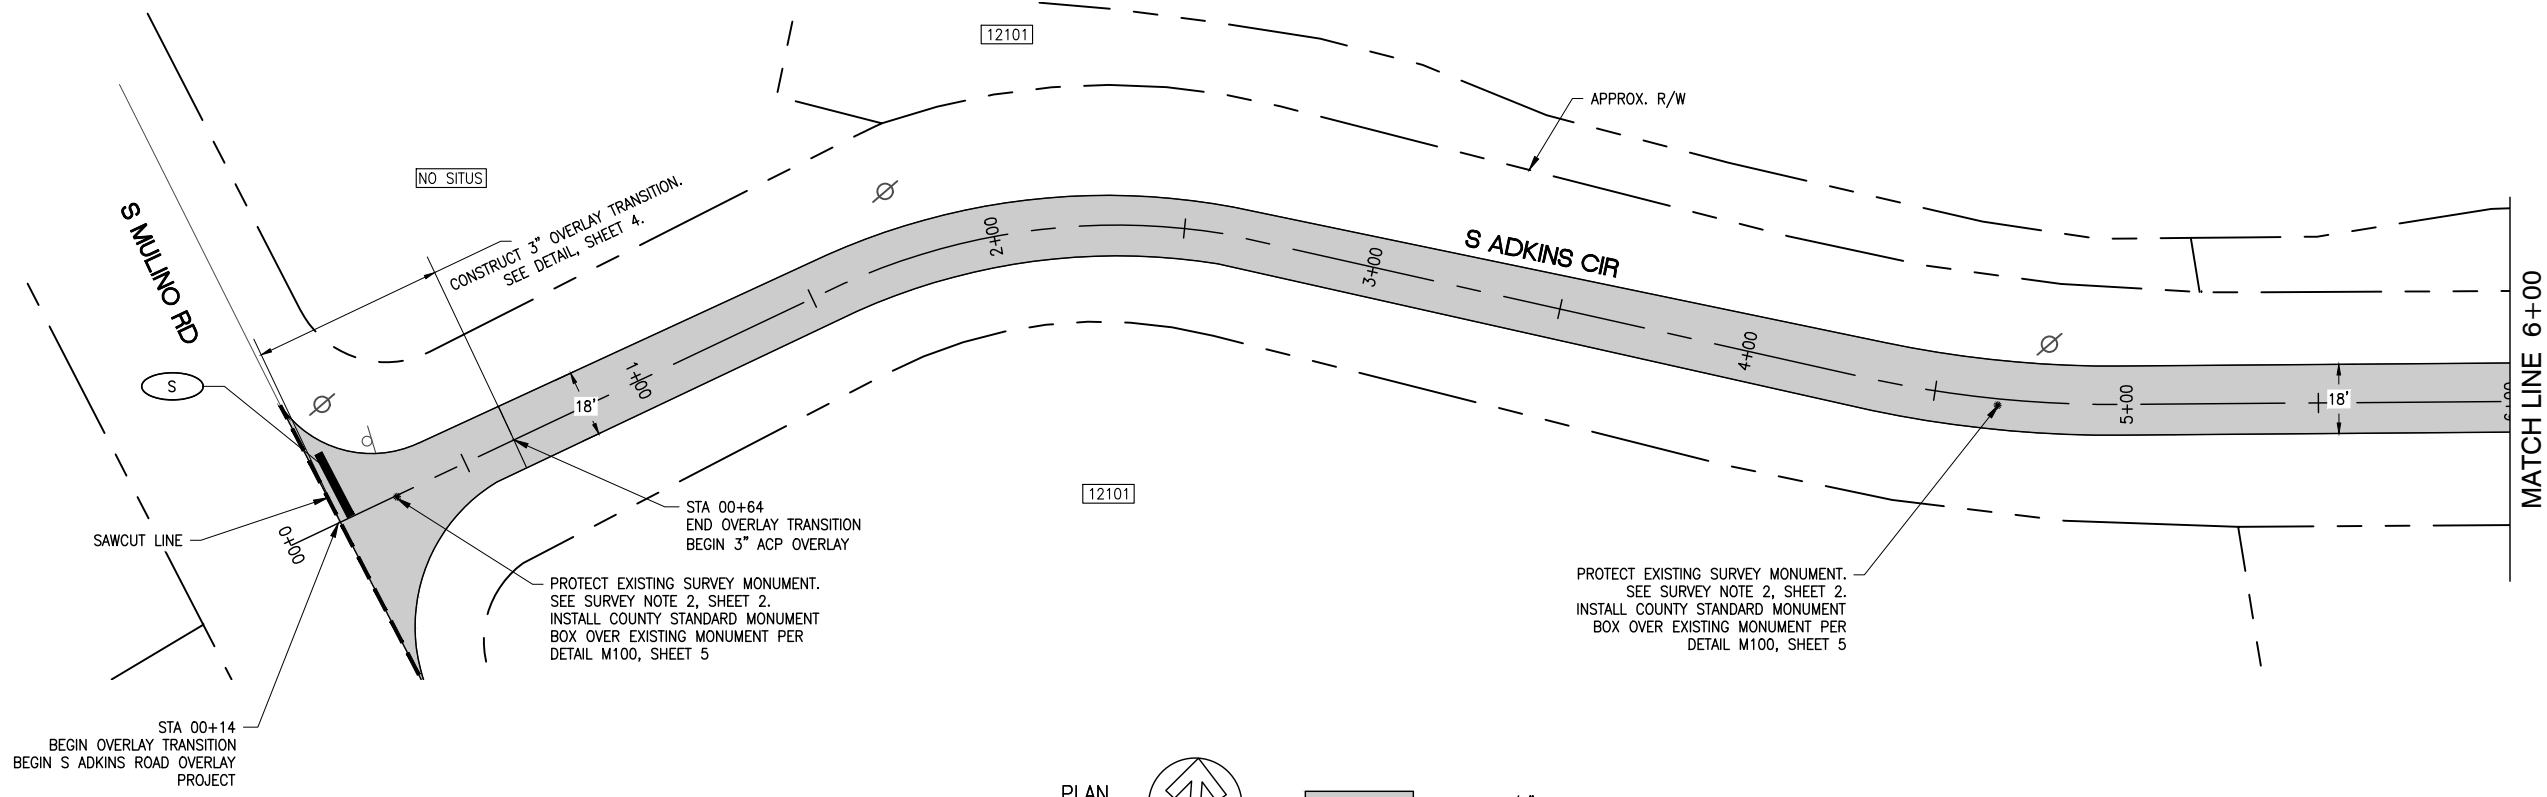 12101
APPROX. R/W
NO SITUS
CONSTRUCT 3" OVERLAY TRANSITION.
SEE DETAIL, SHEET 4.
S MULINO RD
S ADKINS CIR
S
SAWCUT LINE
0+00
1+00
2+00
3+00
4+00
5+00
6+00
18'
18'
MATCH LINE 6+00
12101
STA 00+64
END OVERLAY TRANSITION
BEGIN 3" ACP OVERLAY
PROTECT EXISTING SURVEY MONUMENT.
SEE SURVEY NOTE 2, SHEET 2.
INSTALL COUNTY STANDARD MONUMENT
BOX OVER EXISTING MONUMENT PER
DETAIL M100, SHEET 5
PROTECT EXISTING SURVEY MONUMENT.
SEE SURVEY NOTE 2, SHEET 2.
INSTALL COUNTY STANDARD MONUMENT
BOX OVER EXISTING MONUMENT PER
DETAIL M100, SHEET 5
STA 00+14
BEGIN OVERLAY TRANSITION
BEGIN S ADKINS ROAD OVERLAY
PROJECT
PLAN